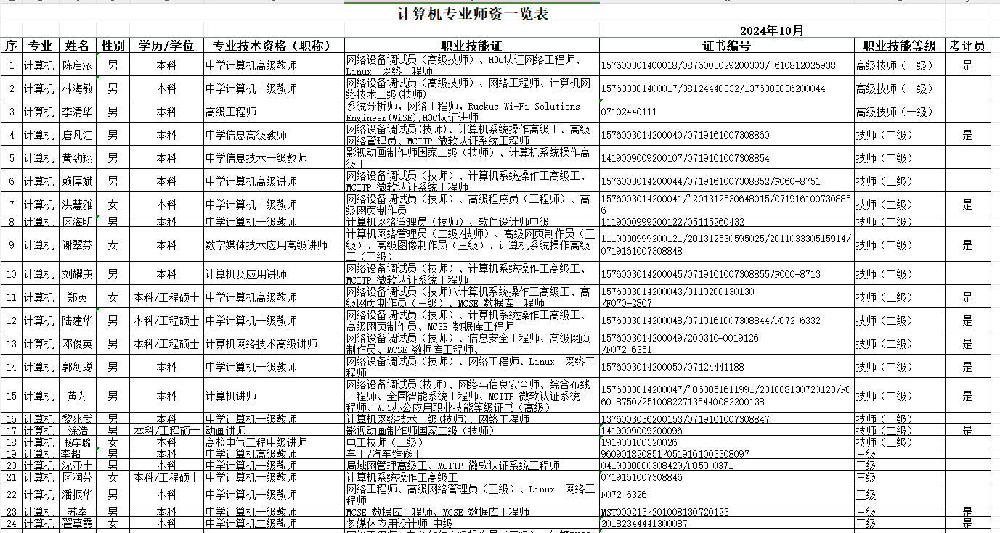 计算机专业师资一览表
2024年10月
序 专业 姓名 性别 学历/学位 专业技术资格（职称） 职业技能证 证书编号 职业技能等级 考评员
1 计算机 陈启浓 男 本科 中学计算机高级教师 网络设备调试员（高级技师）、H3C认证网络工程师、 157600301400018/0876003029200303/ 610812025938 高级技师（一级） 是
Linux 网络工程师
2 计算机 林海敏 男 本科 中学计算机一级教师 网络设备调试员（高级技师）、网络工程师、计算机网 157600301400017/08124440332/1376003036200044 高级技师（一级）
络技术二级(技师)
3 计算机 李清华 男 本科 高级工程师 系统分析师，网络工程师，Ruckus Wi-Fi Solutions 07102440111 高级技师（一级）
Engineer(WiSE),H3C认证讲师
4 计算机 唐凡江 男 本科 中学信息高级教师 网络设备调试员(技师)、计算机系统操作高级工、高级 1576003014200040/0719161007308860 技师（二级） 是
网络管理员、MCITP 微软认证系统工程师
5 计算机 黄劲翔 男 本科 中学信息技术一级教师 影视动画制作师国家二级（技师）、计算机系统操作高 1419009009200107/0719161007308854 技师（二级）
级工
6 计算机 赖厚斌 男 本科 中学计算机高级讲师 网络设备调试员（技师）、计算机系统操作工高级工、 1576003014200044/0719161007308852/F060-8751 技师（二级）
MCITP 微软认证系统工程师
7 计算机 洪慧雅 女 本科 中学计算机一级教师 网络设备调试员（技师）、高级程序员（工程师）、高 1576003014200041/'201312530648015/071916100730885 技师（二级） 是
级网页制作员 6
8 计算机 区海明 男 本科 中学计算机一级教师 计算机网络管理员（技师）、软件设计师中级 1119000999200122/05115260432 技师（二级）
9 计算机 谢翠芬 女 本科 数字媒体技术应用高级讲师 计算机网络管理员（二级/技师）、高级网页制作员（三 1119000999200121/201312530595025/201103330515914/ 技师（二级） 是
级）、高级图像制作员（三级）、计算机系统操作高级 0719161007308848
工（三级）
10 计算机 刘耀庚 男 本科 计算机及应用讲师 网络设备调试员（技师）、计算机系统操作工高级工、 1576003014200045/0719161007308855/F060-8713 技师（二级）
MCITP 微软认证系统工程师
11 计算机 郑英 女 本科/工程硕士 中学计算机高级教师 网络设备调试员（技师)\计算机系统操作工高级工、高 1576003014200043/0119200130130 技师（二级） 是
级网页制作员（三级）、MCSE 数据库工程师 /F070-2867
12 计算机 陆建华 男 本科/工程硕士 中学计算机一级教师 网络设备调试员（技师）、计算机系统操作工高级工、 1576003014200048/0719161007308844/F072-6332 技师（二级） 是
高级网页制作员、MCSE 数据库工程师
13 计算机 邓俊英 男 本科/工程硕士 计算机网络技术高级讲师 网络设备调试员（技师）、信息安全工程师、高级网页 1576003014200049/200310-0019126 技师（二级） 是
制作员、MCSE 数据库工程师、 /F072-6351
14 计算机 郭剑聪 男 本科 中学计算机一级教师 网络设备调试员（技师）、网络工程师、Linux 网络工 1576003014200050/07124441188 技师（二级）
程师
15 计算机 黄为 男 本科 计算机讲师 网络设备调试员(技师)、网络与信息安全师、综合布线 1576003014200047/'060051611991/201008130720123/F0 技师（二级） 是
工程师、全国智能系统工程师、MCITP 微软认证系统工 60-8750/251008227135440082200138
程师、WPS办公应用职业技能等级证书（高级）
16 计算机 黎兆武 男 本科 中学计算机一级教师 计算机网络技术二级(技师)、网络工程师 1376003036200153/0719161007308847 技师（二级）
17 计算机 涂浩 男 本科/工程硕士 动画讲师 影视动画制作师国家二级（技师） 1419009009200096 技师（二级） 是
18 计算机 杨宇璐 女 本科 高校电气工程中级讲师 电工技师（二级） 191900100320026 技师（二级）
19 计算机 李超 男 本科 中学计算机高级教师 车工/汽车维修工 960901820851/0519161003308097 三级
20 计算机 沈亚士 男 本科 中学计算机一级教师 局域网管理高级工、MCITP 微软认证系统工程师 0419000000308429/F059-0371 三级
21 计算机 区润芬 女 本科/工程硕士 中学计算机一级教师 计算机系统操作工高级工 0719161007308846 三级
22 计算机 潘振华 男 本科 中学计算机一级教师 网络工程师、高级网络管理员（三级）、Linux 网络工 F072-6326 三级
程师
23 计算机 苏秦 男 本科 中学计算机一级教师 MCSE 数据库工程师、MCSE 数据库工程师 MST000213/201008130720123 三级 是
24 计算机 翟草霞 女 本科 中学计算机二级教师 多媒体应用设计师 中级 20182344441300087 三级 是